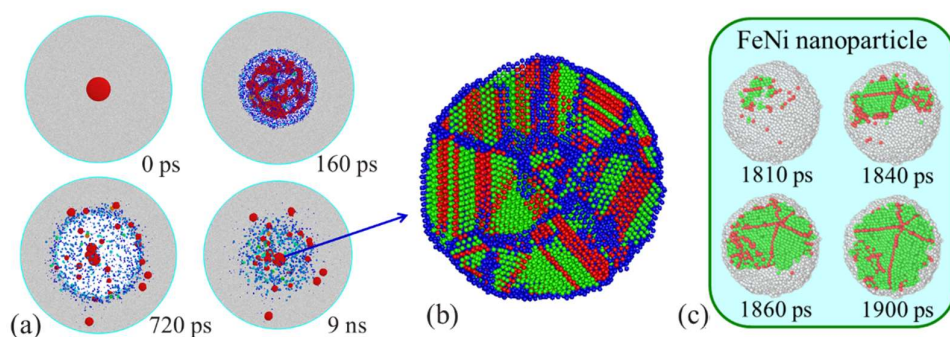 0 ps
160 ps
(a)
720 ps
9 ns
(b)
(c)
FeNi nanoparticle
1810 ps
1840 ps
1860 ps
1900 ps